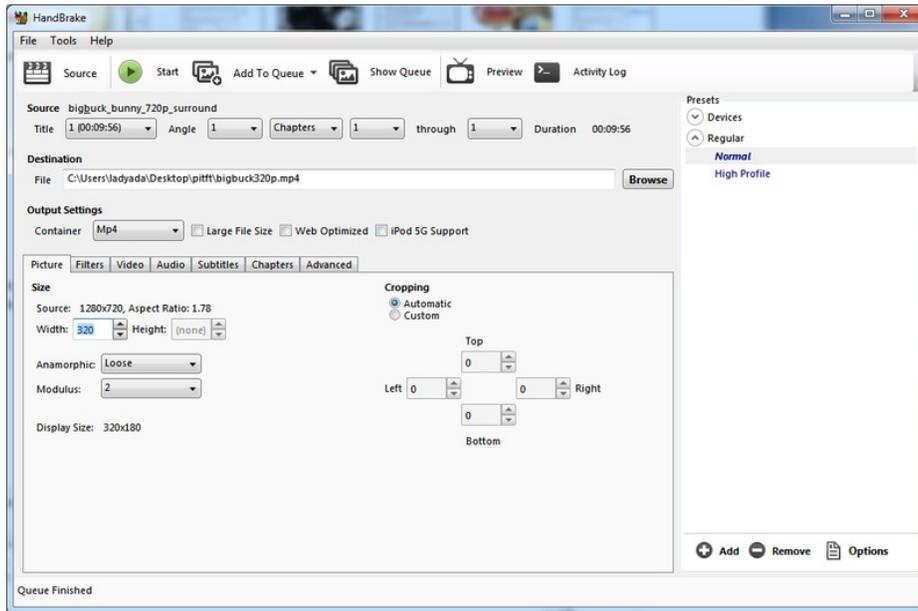 HandBrake
File Tools Help
Source Start Add To Queue Show Queue Preview Activity Log
Source bigbuck_bunny_720p_surround
Title 1 (00:09:56) Angle 1 Chapters 1 through 1 Duration 00:09:56
Destination
File C:\Users\ladyada\Desktop\pitft\bigbuck320p.mp4 Browse
Output Settings
Container Mp4 Large File Size Web Optimized iPod 5G Support
Picture Filters Video Audio Subtitles Chapters Advanced
Size
Source: 1280x720, Aspect Ratio: 1.78
Width: 320 Height: (none)
Anamorphic: Loose
Modulus: 2
Display Size: 320x180
Cropping
Automatic
Custom
Top
0
Left 0 0 Right
0
Bottom
Presets
Devices
Regular
Normal
High Profile
Add Remove Options
Queue Finished